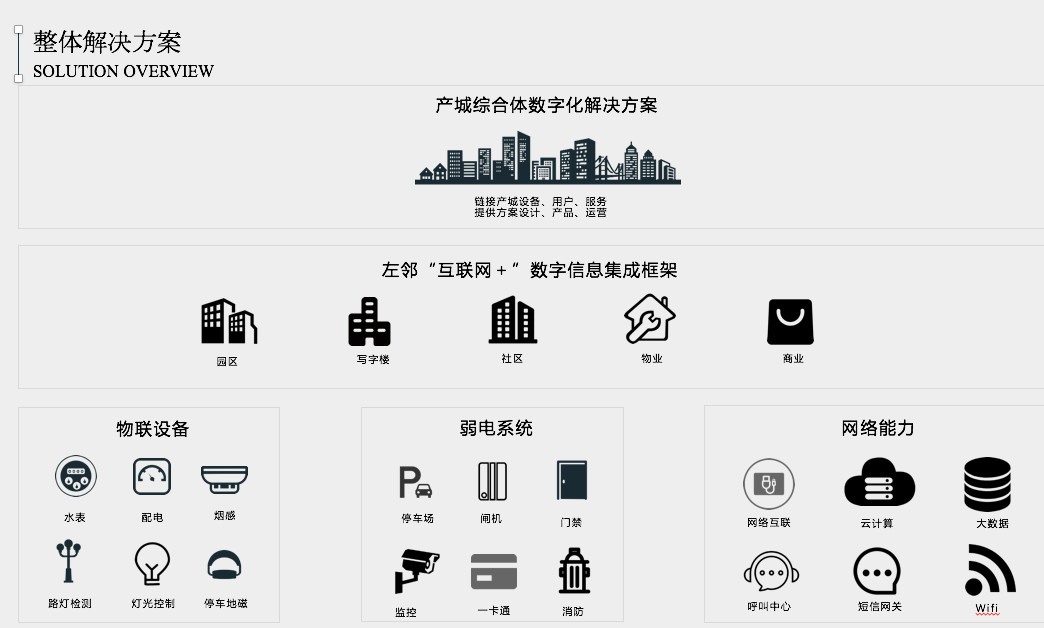 整体解决方案
SOLUTION OVERVIEW
产城综合体数字化解决方案
链接产城设备、用户、服务
提供方案设计、产品、运营
左邻“互联网+”数字信息集成框架
园区
写字楼
社区
物业
商业
物联设备
水表
配电
烟感
路灯检测
灯光控制
停车地磁
弱电系统
P
停车场
闸机
门禁
监控
一卡通
消防
网络能力
网络互联
云计算
大数据
呼叫中心
短信网关
Wifi